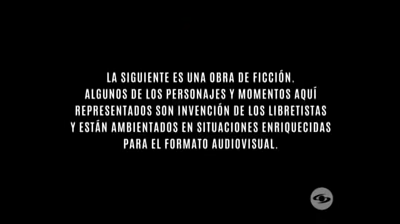 LA SIGUIENTE ES UNA OBRA DE FICCIÓN.
ALGUNOS DE LOS PERSONAJES Y MOMENTOS AQUÍ
REPRESENTADOS SON INVENCIÓN DE LOS LIBRETISTAS
Y ESTÁN AMBIENTADOS EN SITUACIONES ENRIQUECIDAS
PARA EL FORMATO AUDIOVISUAL.